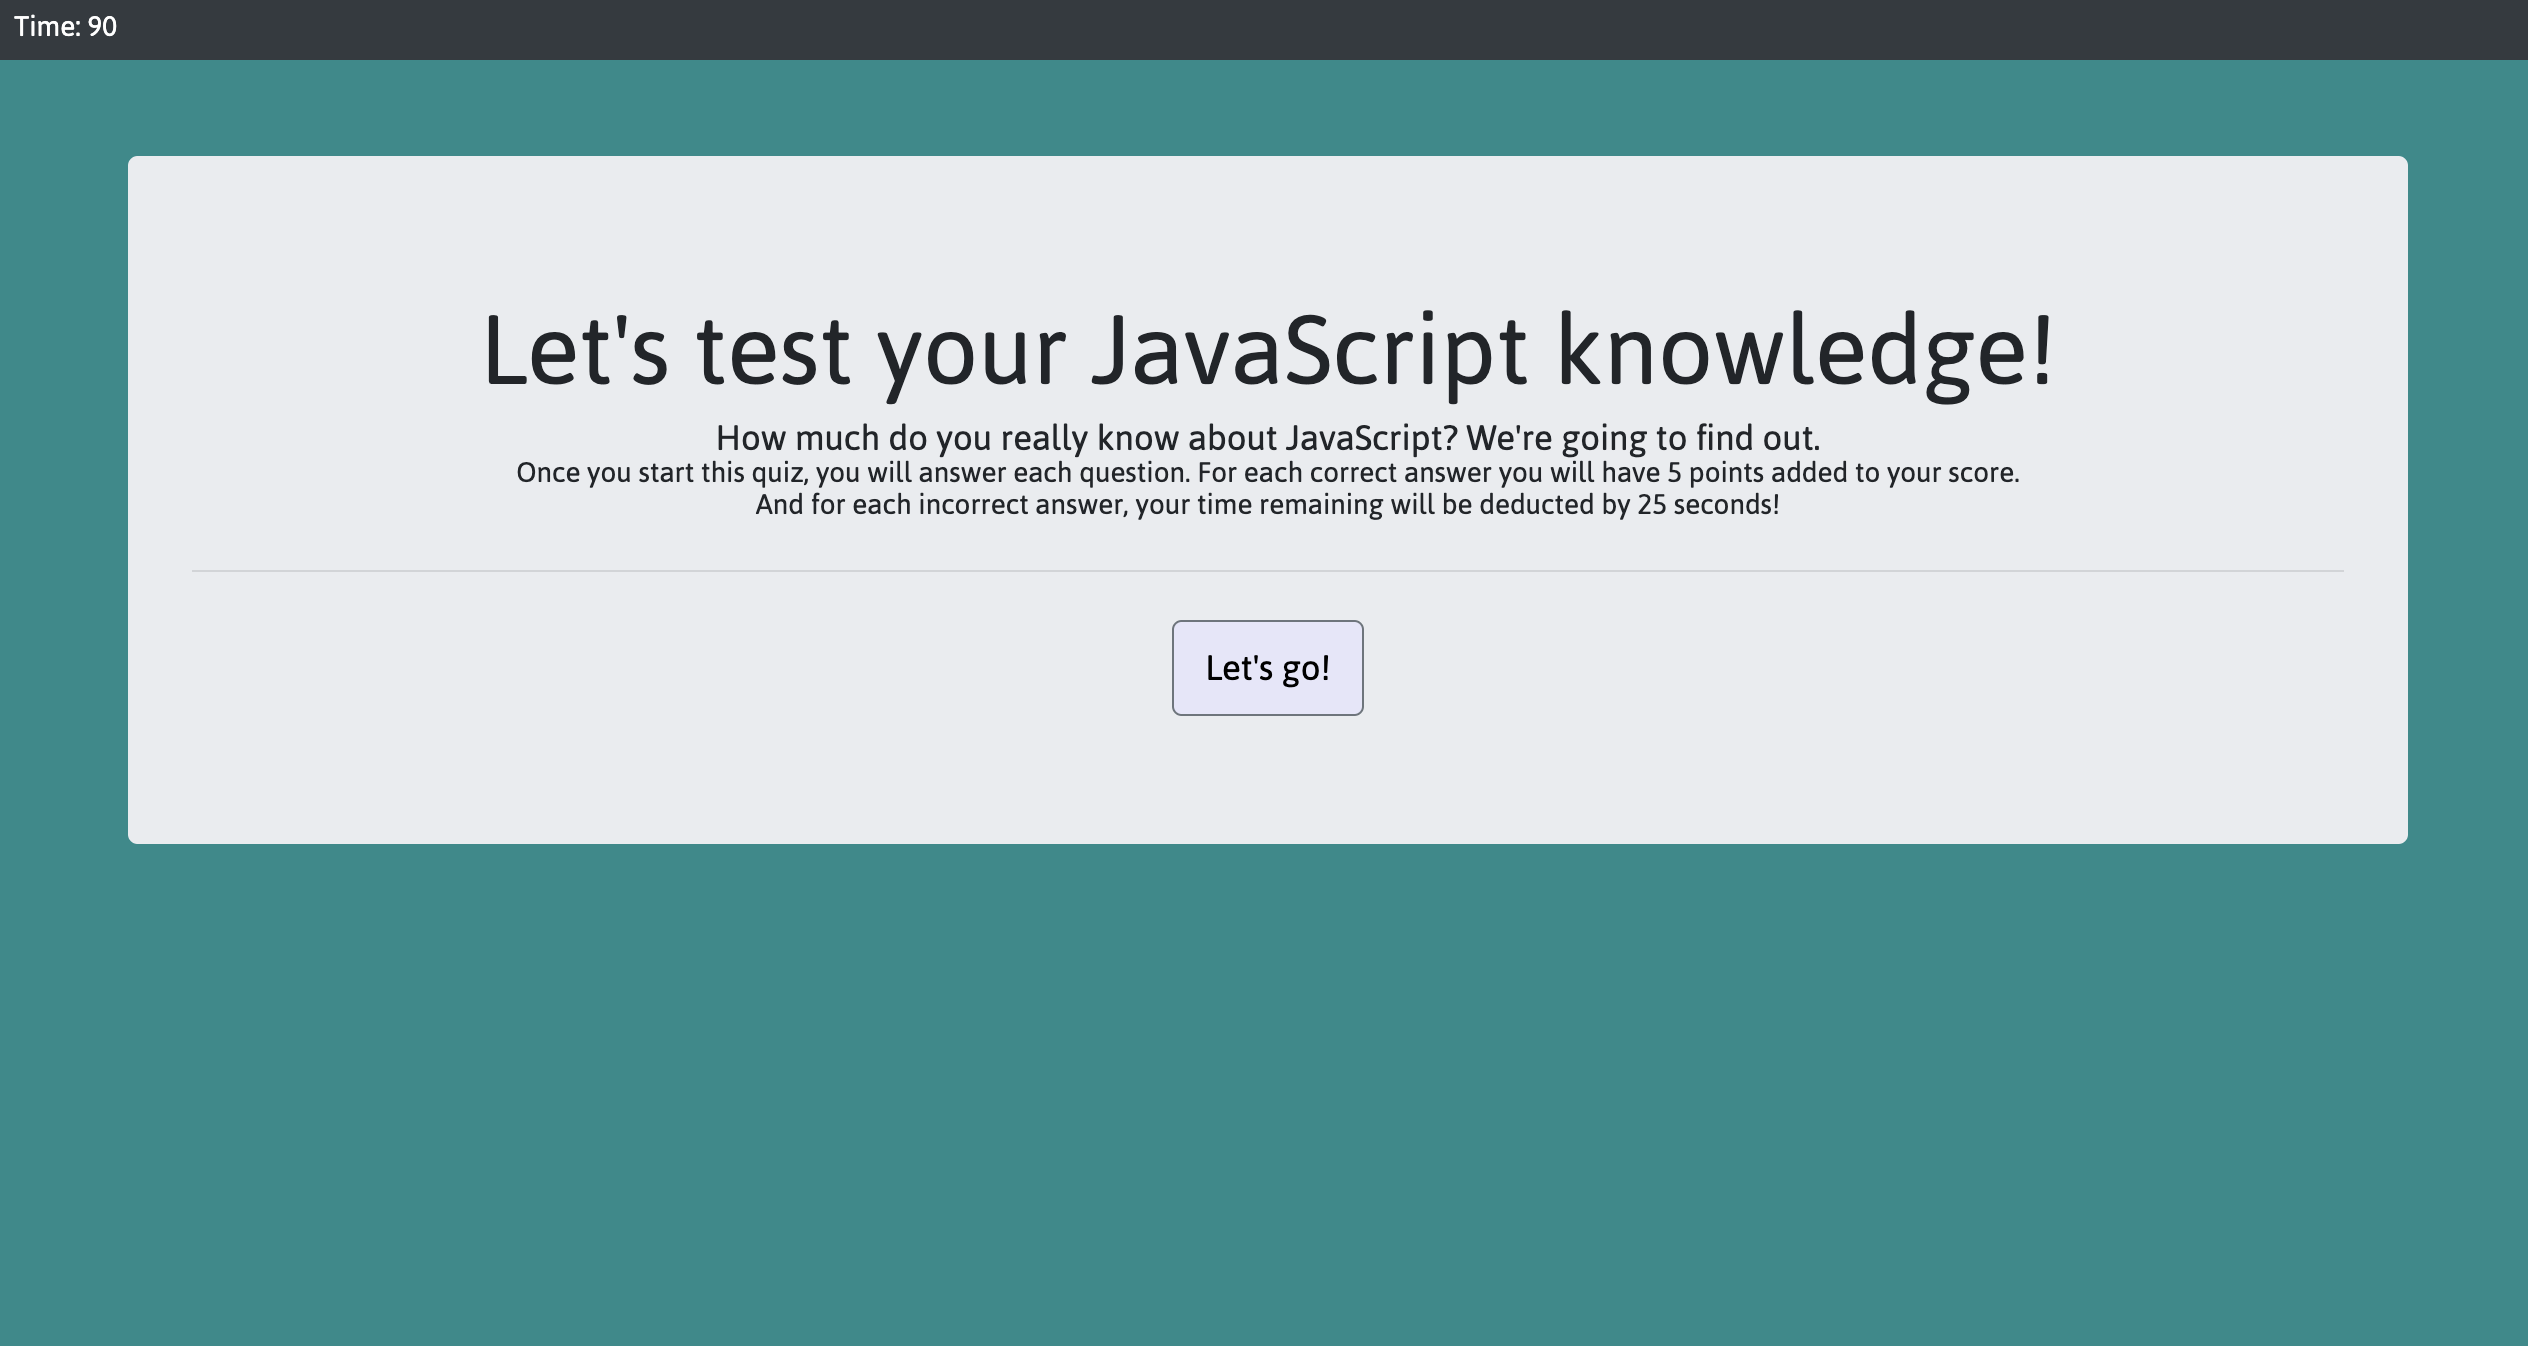 Time: 90
Let's test your JavaScript knowledge!
How much do you really know about JavaScript? We're going to find out.
Once you start this quiz, you will answer each question. For each correct answer you will have 5 points added to your score.
And for each incorrect answer, your time remaining will be deducted by 25 seconds!
Let's go!